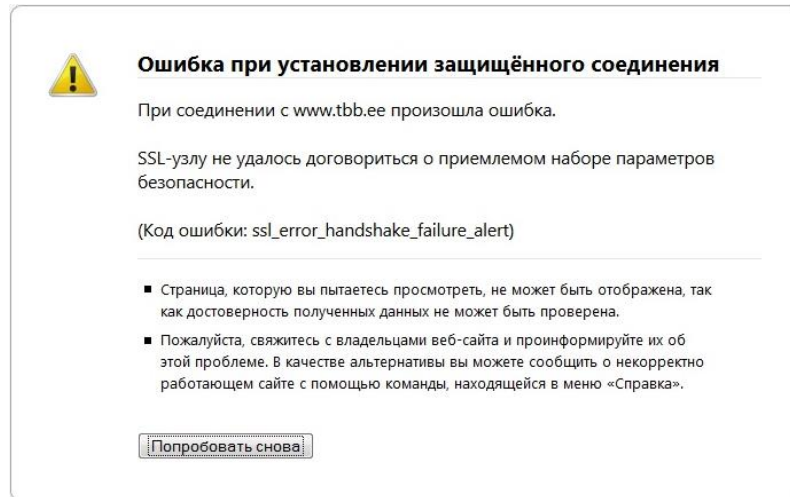 Ошибка при установлении защищённого соединения
При соединении с www.tbb.ee произошла ошибка.
SSL-узлу не удалось договориться о приемлемом наборе параметров
безопасности.
(Код ошибки: ssl_error_handshake_failure_alert)
Страница, которую вы пытаетесь просмотреть, не может быть отображена, так
как достоверность полученных данных не может быть проверена.
Пожалуйста, свяжитесь с владельцами веб-сайта и проинформируйте их об
этой проблеме. В качестве альтернативы вы можете сообщить о некорректно
работающем сайте с помощью команды, находящейся в меню «Справка».
Попробовать снова